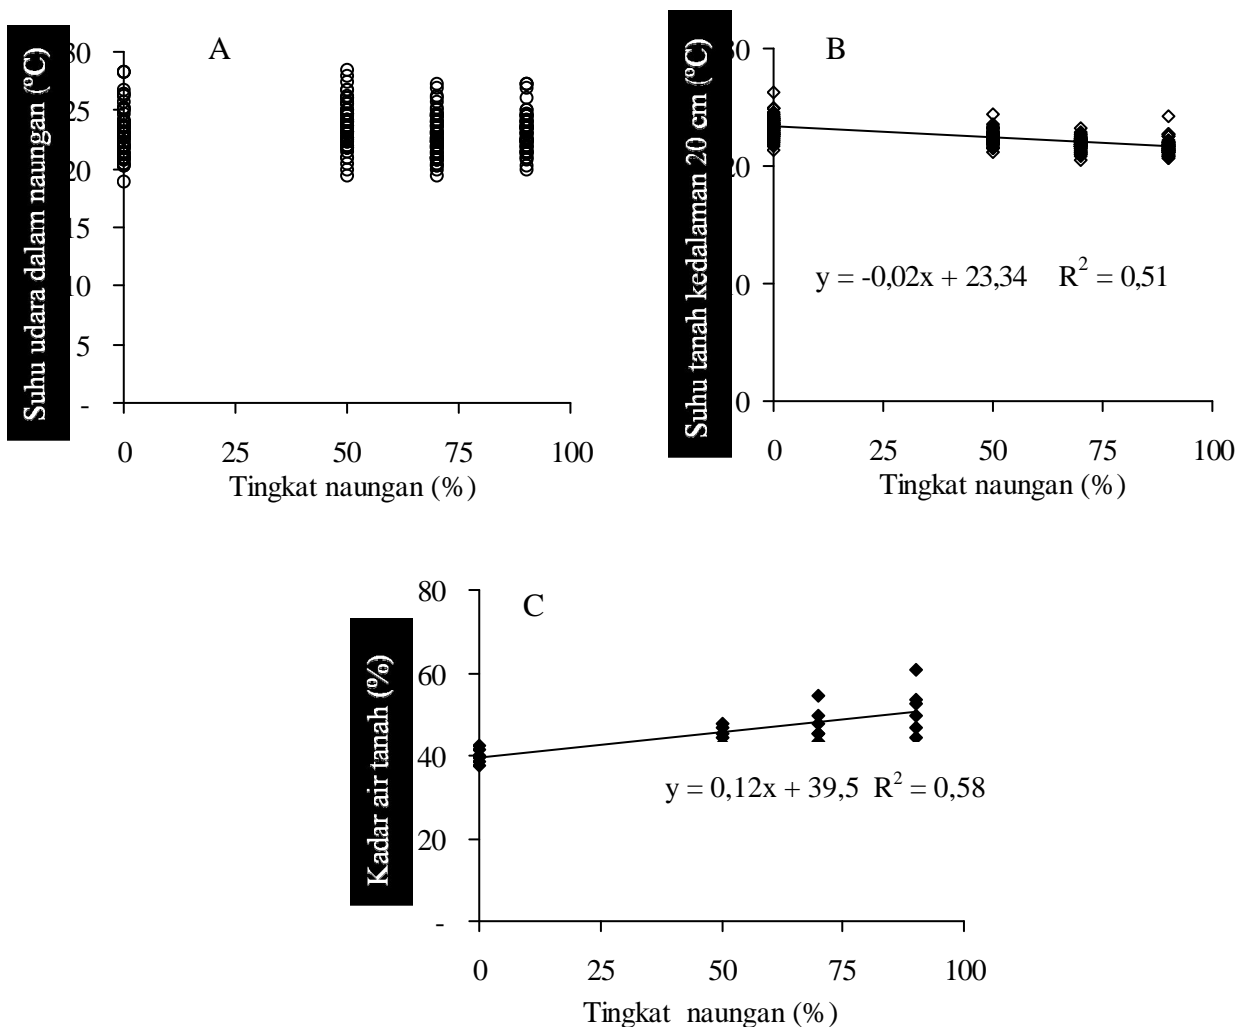 A
Suhu udara dalam naungan (ºC)
30
25
20
15
10
5
-
0 25 50 75 100
Tingkat naungan (%)
B
Suhu tanah kedalaman 20 cm (ºC)
30
20
10
0
y = -0,02x + 23,34 R² = 0,51
0 25 50 75 100
Tingkat naungan (%)
C
Kadar air tanah (%)
80
60
40
20
-
y = 0,12x + 39,5 R² = 0,58
0 25 50 75 100
Tingkat naungan (%)